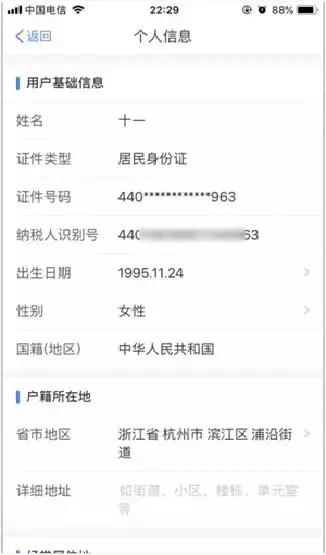 中国电信 22:29 88%
返回 个人信息
用户基础信息
姓名 十一
证件类型 居民身份证
证件号码 440************963
纳税人识别号 440 63
出生日期 1995.11.24
性别 女性
国籍(地区) 中华人民共和国
户籍所在地
省市地区 浙江省 杭州市 滨江区 浦沿街
道
详细地址 如街道、小区、楼栋、单元室
等